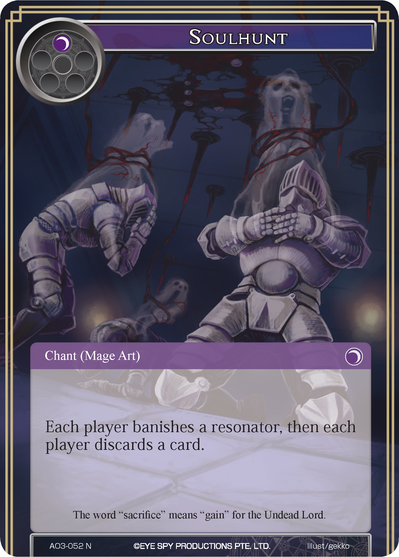 Soulhunt
Chant (Mage Art)
Each player banishes a resonator, then each
player discards a card.
The word “sacrifice” means “gain” for the Undead Lord.
A03-052 N
©EYE SPY PRODUCTIONS PTE. LTD.
Illust/gekko